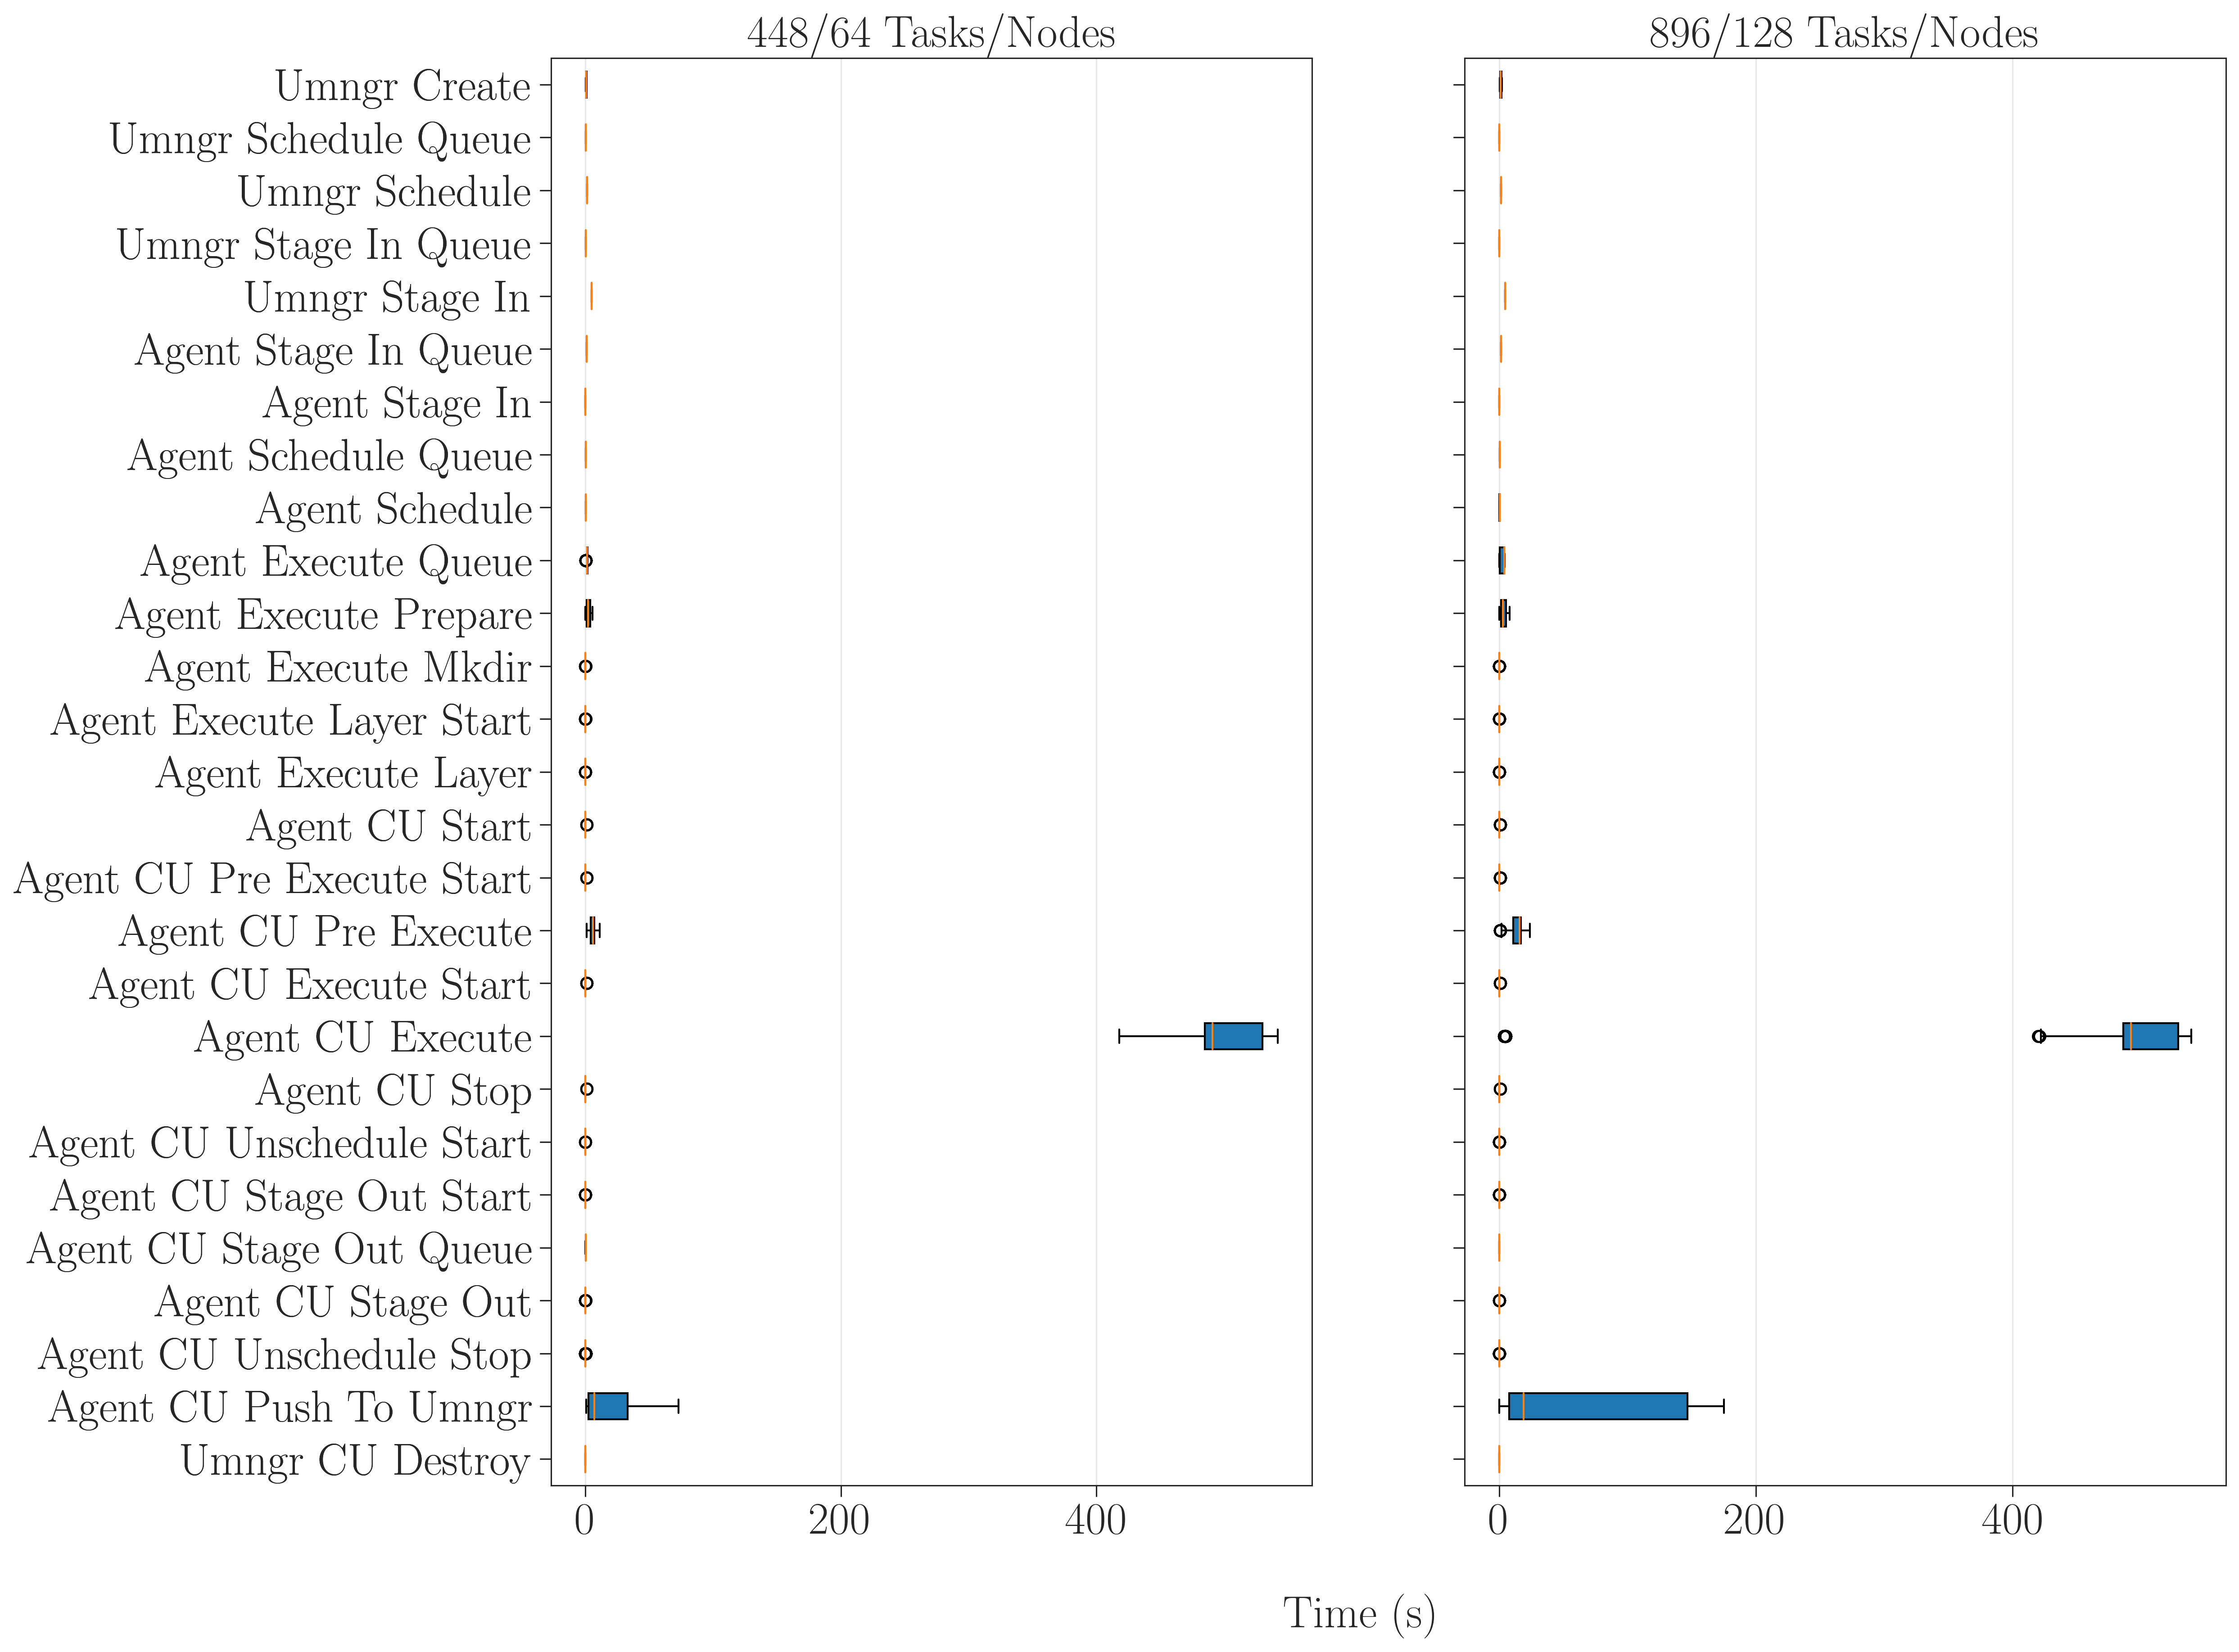 448/64 Tasks/Nodes
896/128 Tasks/Nodes
Umngr Create
Umngr Schedule Queue
Umngr Schedule
Umngr Stage In Queue
Umngr Stage In
Agent Stage In Queue
Agent Stage In
Agent Schedule Queue
Agent Schedule
Agent Execute Queue
Agent Execute Prepare
Agent Execute Mkdir
Agent Execute Layer Start
Agent Execute Layer
Agent CU Start
Agent CU Pre Execute Start
Agent CU Pre Execute
Agent CU Execute Start
Agent CU Execute
Agent CU Stop
Agent CU Unschedule Start
Agent CU Stage Out Start
Agent CU Stage Out Queue
Agent CU Stage Out
Agent CU Unschedule Stop
Agent CU Push To Umngr
Umngr CU Destroy
0 200 400
0 200 400
Time (s)